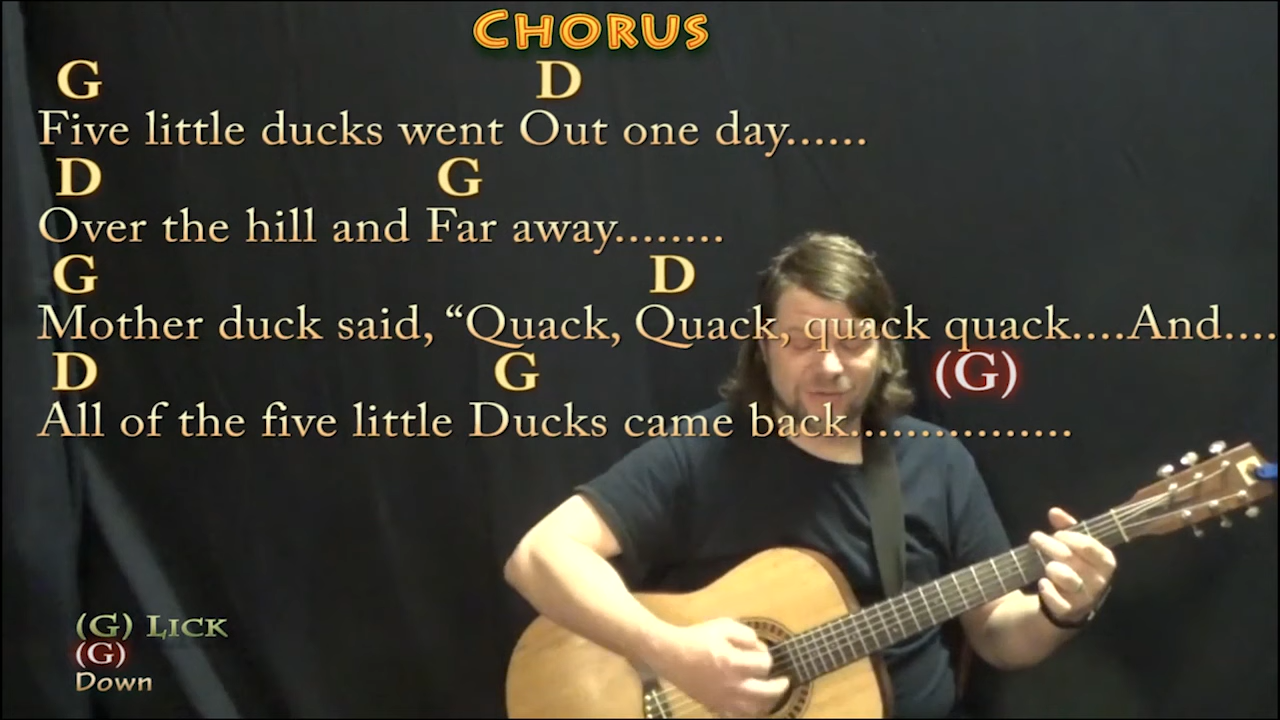 CHORUS
G D
Five little ducks went Out one day......
D G
Over the hill and Far away........
G D
Mother duck said, “Quack, Quack, quack quack....And....
D G (G)
All of the five little Ducks came back................
(G) LICK
(G)
Down